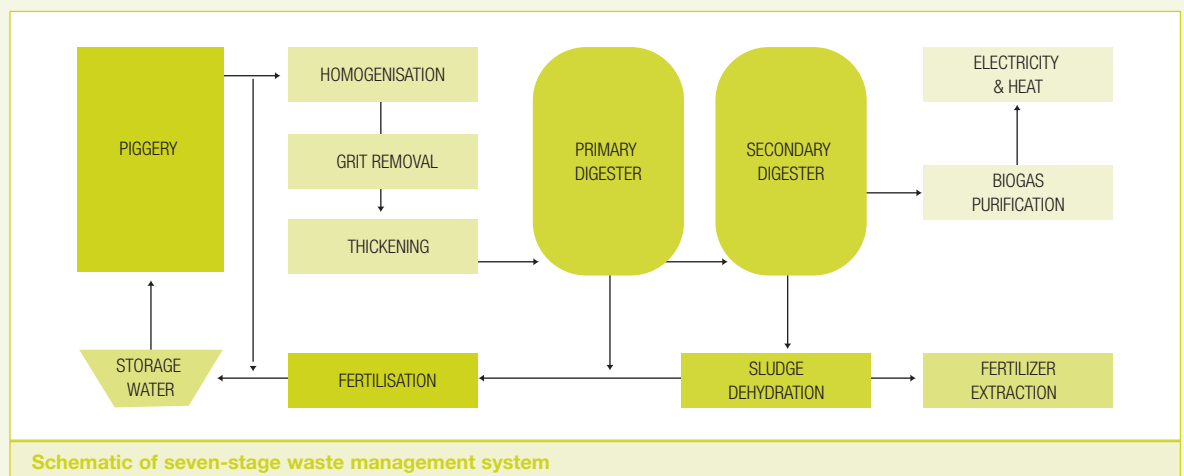 PIGGERY
HOMOGENISATION
GRIT REMOVAL
THICKENING
PRIMARY
DIGESTER
SECONDARY
DIGESTER
ELECTRICITY
& HEAT
BIOGAS
PURIFICATION
STORAGE
WATER
FERTILISATION
SLUDGE
DEHYDRATION
FERTILIZER
EXTRACTION
Schematic of seven-stage waste management system